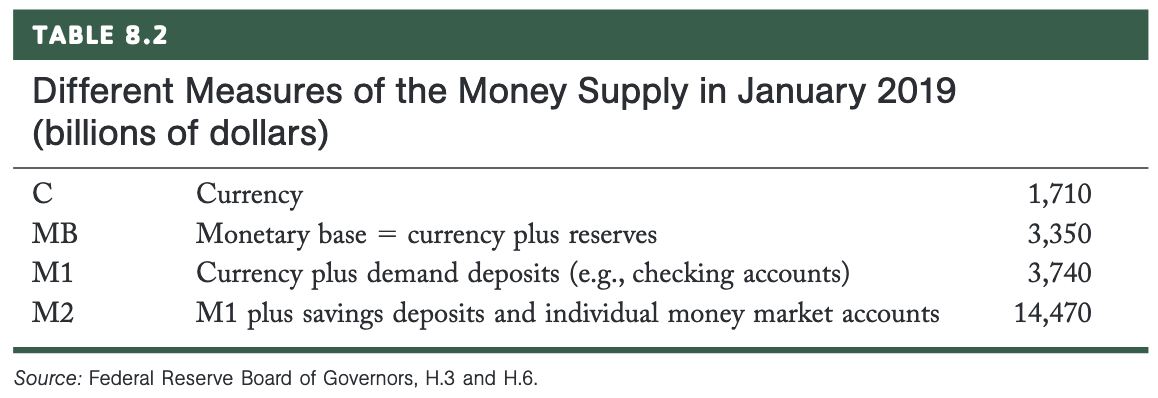 TABLE 8.2
Different Measures of the Money Supply in January 2019
(billions of dollars)
C Currency 1,710
MB Monetary base = currency plus reserves 3,350
M1 Currency plus demand deposits (e.g., checking accounts) 3,740
M2 M1 plus savings deposits and individual money market accounts 14,470
Source: Federal Reserve Board of Governors, H.3 and H.6.